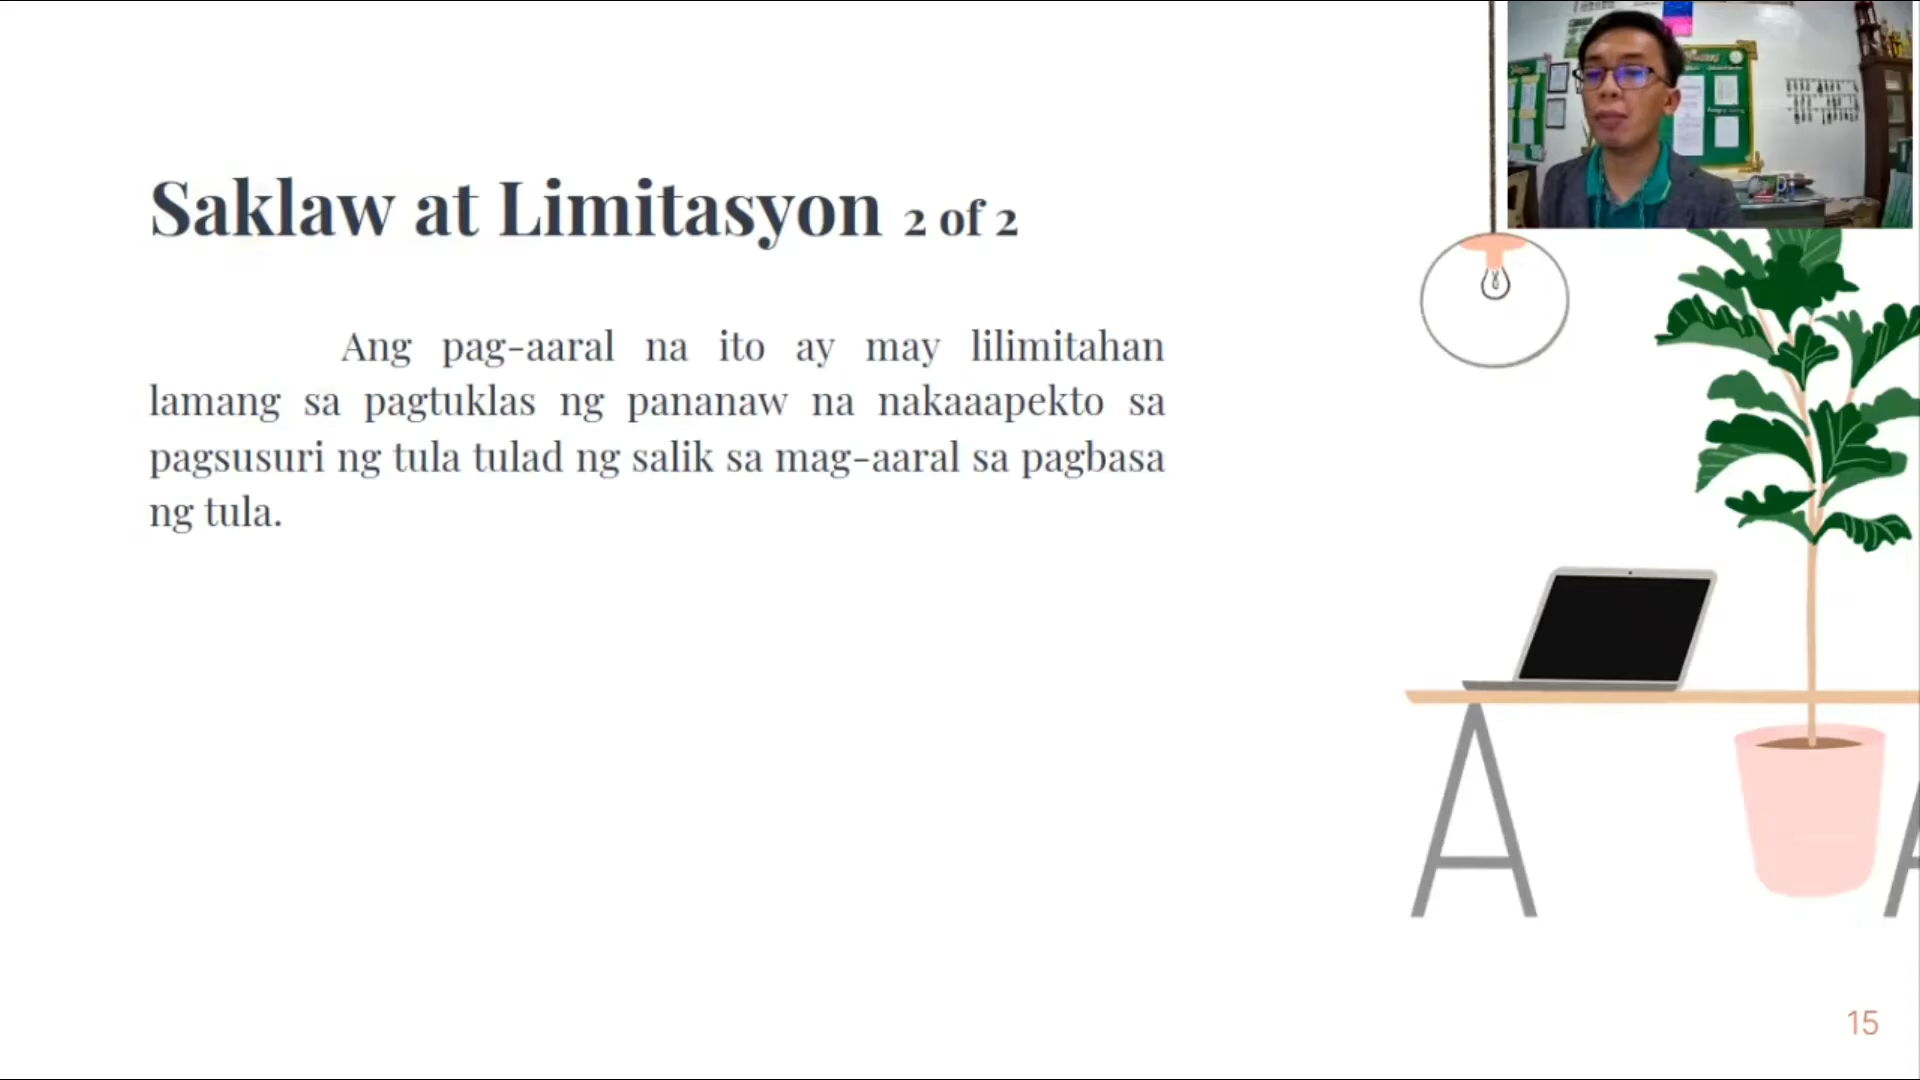 Saklaw at Limitasyon 2 of 2
Ang pag-aaral na ito ay may lilimitahan
lamang sa pagtuklas ng pananaw na nakaaapekto sa
pagsusuri ng tula tulad ng salik sa mag-aaral sa pagbasa
ng tula.
15